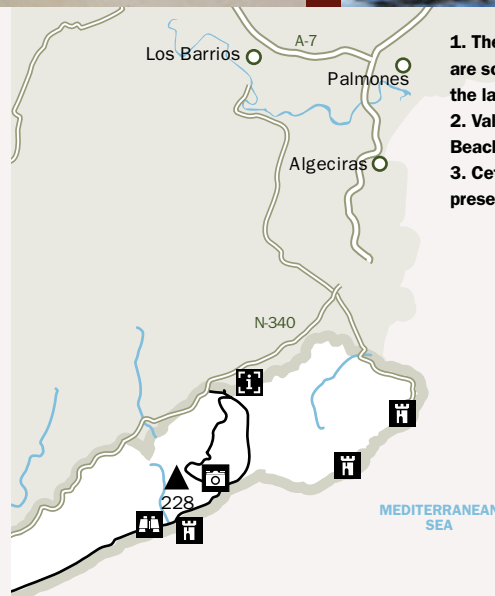 A-7
Los Barrios
Palmones
Algeciras
N-340
228
MEDITERRANEAN
SEA
1. The
are so
the la
2. Val
Beach
3. Cet
prese